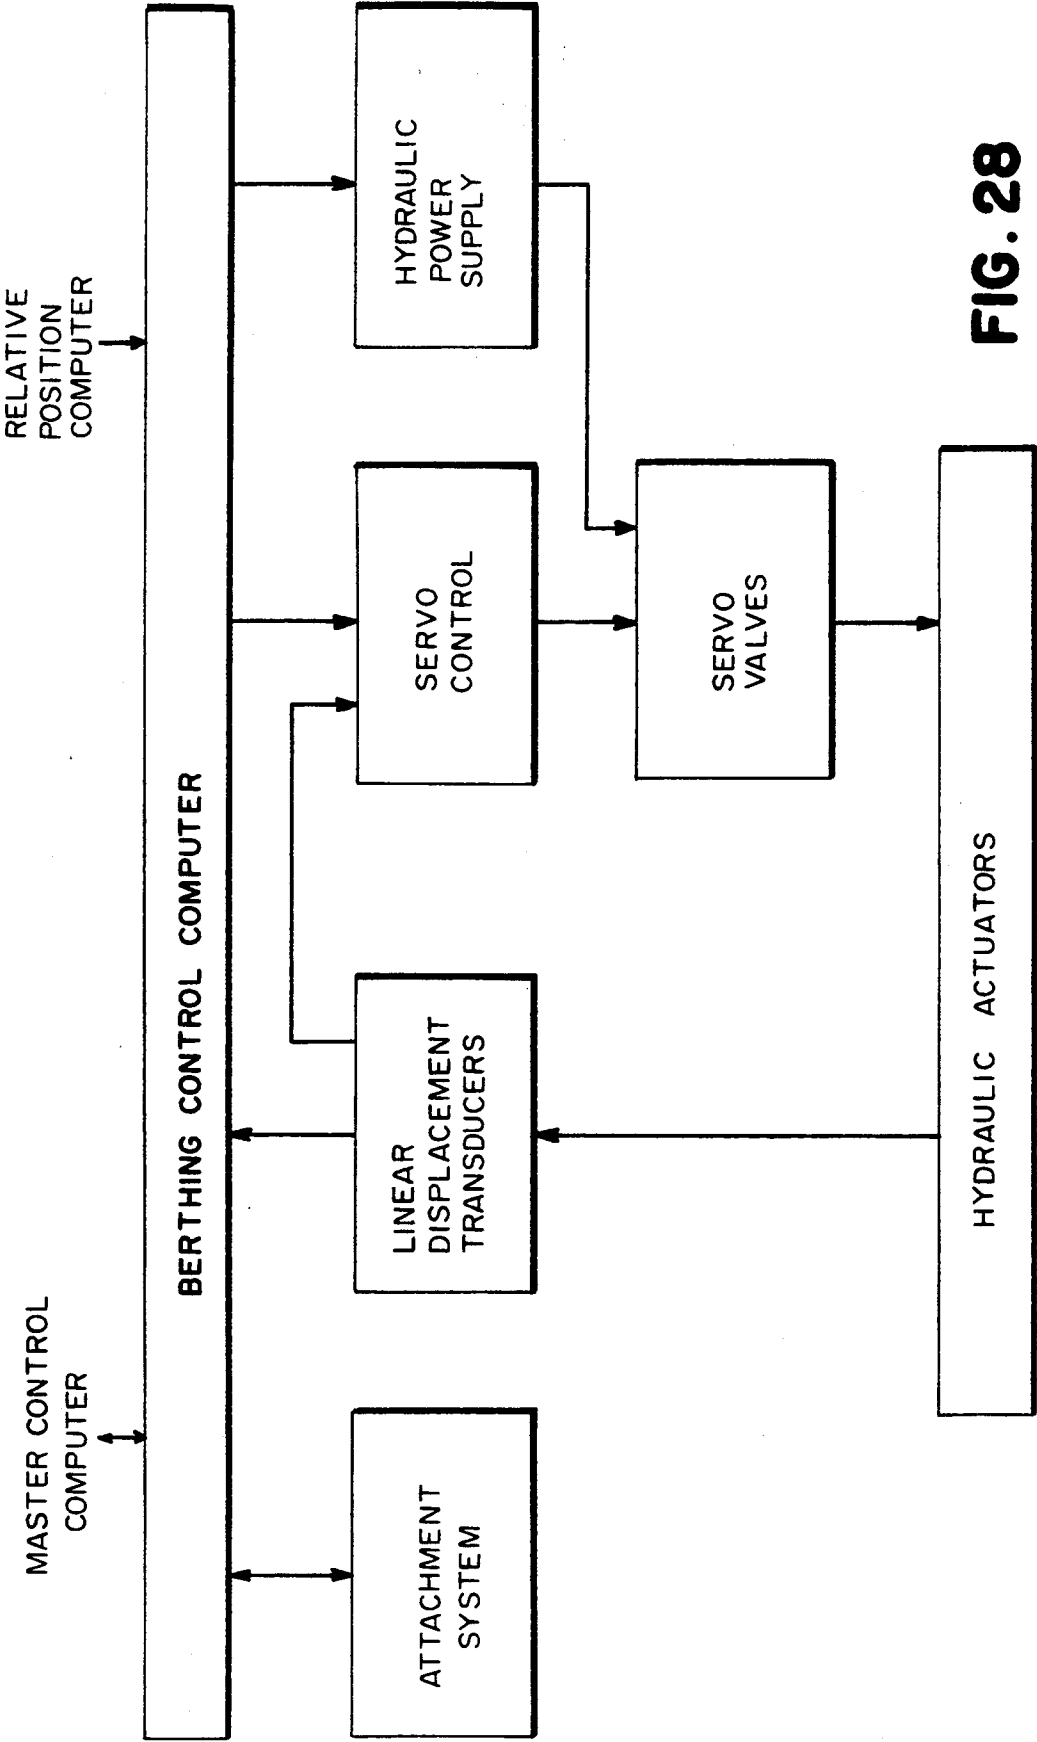 MASTER CONTROL
COMPUTER
RELATIVE
POSITION
COMPUTER
BERTHING CONTROL COMPUTER
ATTACHMENT
SYSTEM
LINEAR
DISPLACEMENT
TRANSDUCERS
SERVO
CONTROL
HYDRAULIC
POWER
SUPPLY
SERVO
VALVES
HYDRAULIC ACTUATORS
FIG. 28